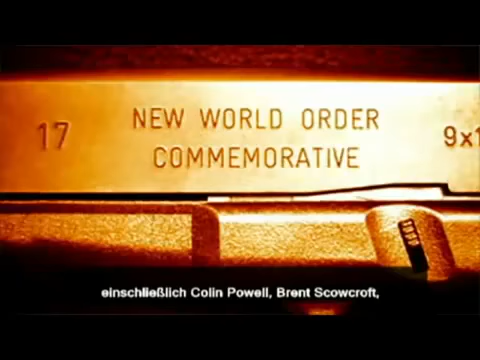 NEW WORLD ORDER
17
COMMEMORATIVE
9x1
einschließlich Colin Powell, Brent Scowcroft,